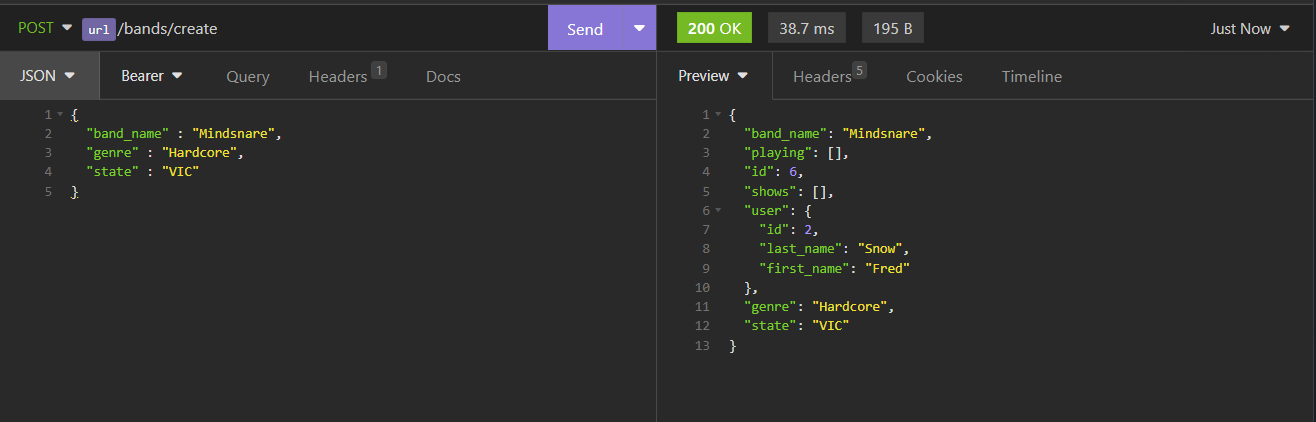 POST url/bands/create Send 200 OK 38.7 ms 195 B Just Now
JSON Bearer Query Headers 1 Docs Preview Headers 5 Cookies Timeline
1 {
2 "band_name" : "Mindsnare",
3 "genre" : "Hardcore",
4 "state" : "VIC"
5 }
1 {
2 "band_name": "Mindsnare",
3 "playing": [],
4 "id": 6,
5 "shows": [],
6 "user": {
7 "id": 2,
8 "last_name": "Snow",
9 "first_name": "Fred"
10 },
11 "genre": "Hardcore",
12 "state": "VIC"
13 }